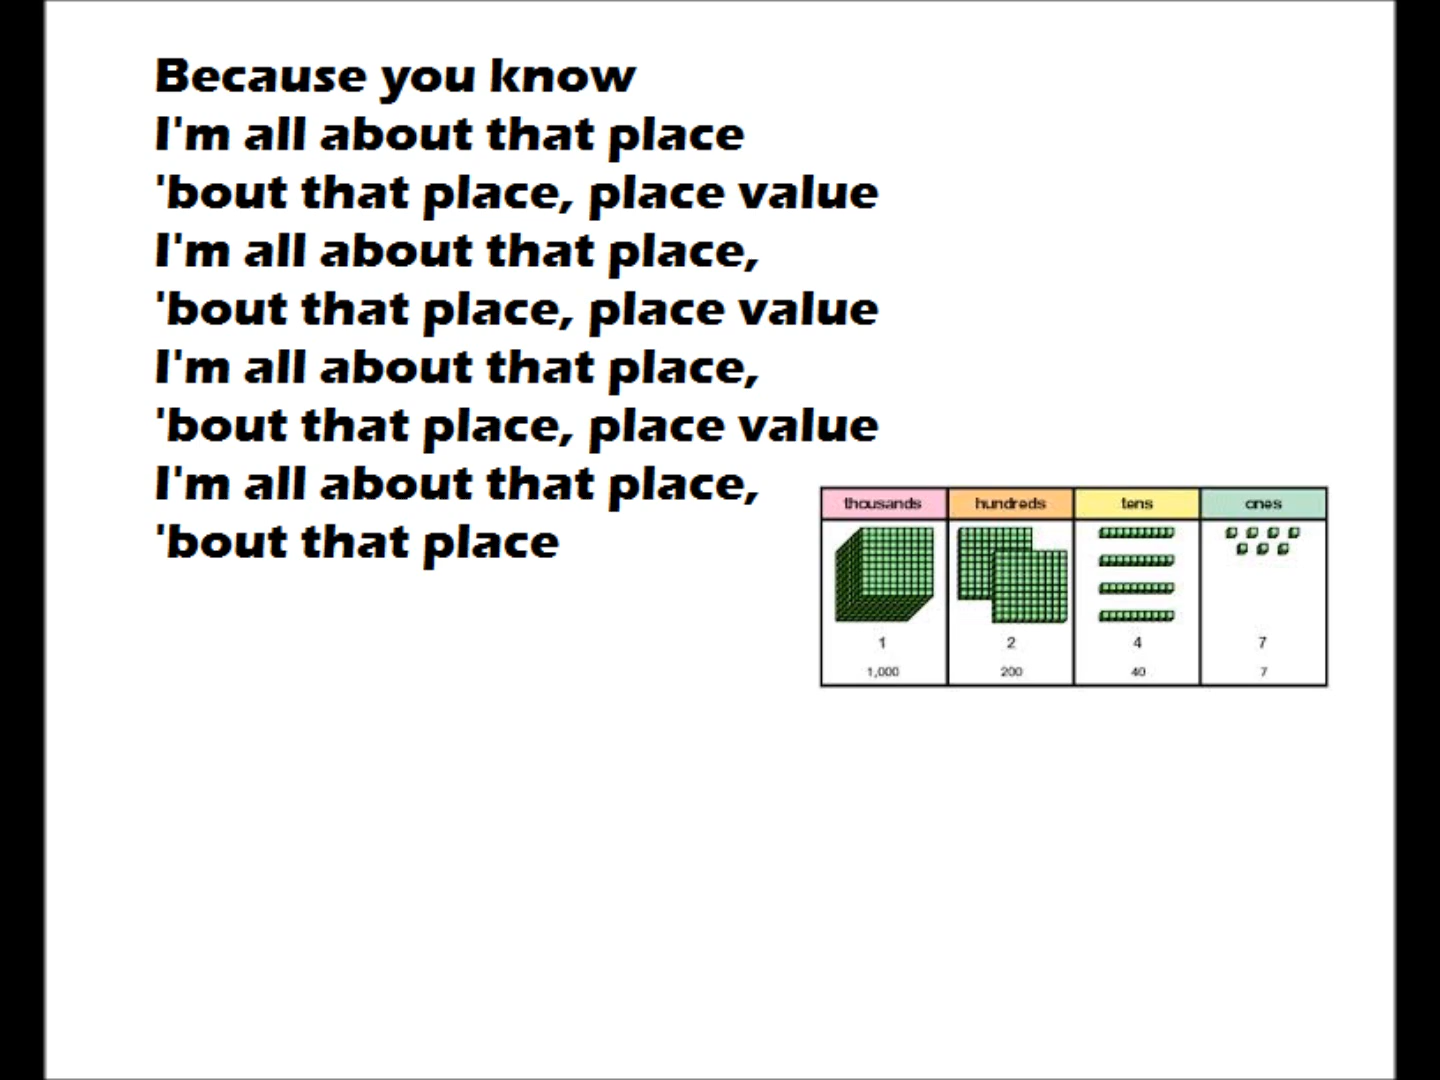 Because you know
I'm all about that place
'bout that place, place value
I'm all about that place,
'bout that place, place value
I'm all about that place,
'bout that place, place value
I'm all about that place,
'bout that place
thousands hundreds tens ones
1 2 4 7
1,000 200 40 7